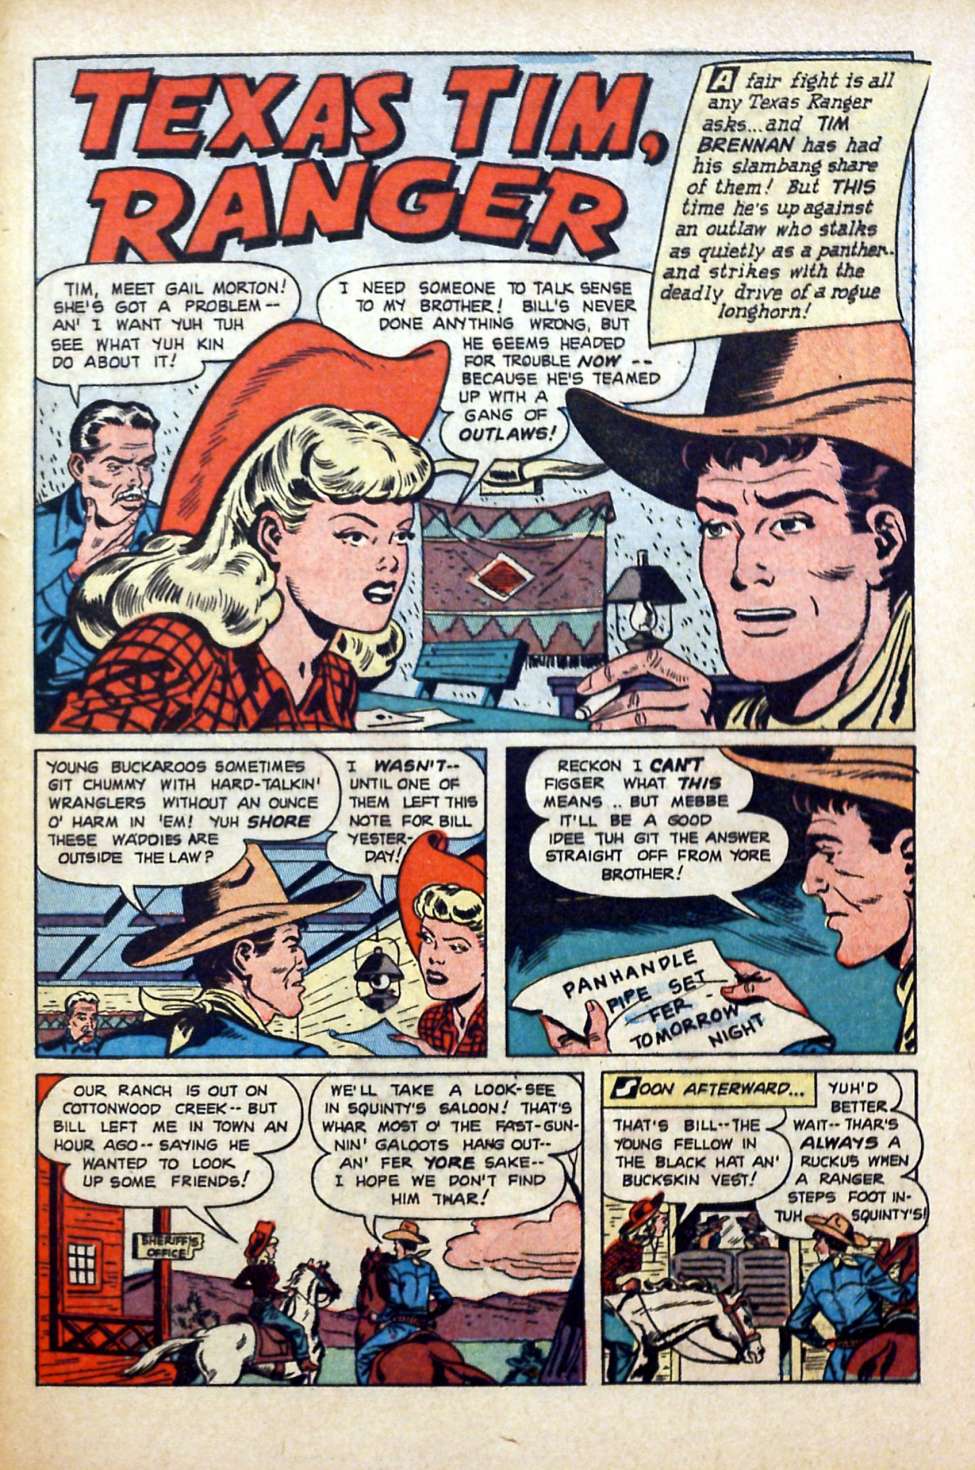 TEXAS TIM,
RANGER
A fair fight is all
any Texas Ranger
asks...and TIM
BRENNAN has had
his slambang share
of them! But THIS
time he's up against
an outlaw who stalks
as quietly as a panther..
and strikes with the
deadly drive of a rogue
longhorn!
TIM, MEET GAIL MORTON!
SHE'S GOT A PROBLEM--
AN' I WANT YUH TUH
SEE WHAT YUH KIN
DO ABOUT IT!
I NEED SOMEONE TO TALK SENSE
TO MY BROTHER! BILL'S NEVER
DONE ANYTHING WRONG, BUT
HE SEEMS HEADED
FOR TROUBLE NOW --
BECAUSE HE'S TEAMED
UP WITH A
GANG OF
OUTLAWS!
YOUNG BUCKAROOS SOMETIMES
GIT CHUMMY WITH HARD-TALKIN'
WRANGLERS WITHOUT AN OUNCE
O' HARM IN 'EM! YUH SHORE
THESE WADDIES ARE
OUTSIDE THE LAW?
I WASN'T--
UNTIL ONE OF
THEM LEFT THIS
NOTE FOR BILL
YESTER-
DAY!
RECKON I CAN'T
FIGGER WHAT THIS
MEANS .. BUT MEBBE
IT'LL BE A GOOD
IDEE TUH GIT THE ANSWER
STRAIGHT OFF FROM YORE
BROTHER!
PANHANDLE
PIPE SET
FER
TOMORROW
NIGHT
OUR RANCH IS OUT ON
COTTONWOOD CREEK-- BUT
BILL LEFT ME IN TOWN AN
HOUR AGO-- SAYING HE
WANTED TO LOOK
UP SOME FRIENDS!
WE'LL TAKE A LOOK-SEE
IN SQUINTY'S SALOON! THAT'S
WHAR MOST O' THE FAST-GUN-
NIN' GALOOTS HANG OUT--
AN' FER YORE SAKE--
I HOPE WE DON'T FIND
HIM THAR!
SHERIFF'S
OFFICE
SOON AFTERWARD...
THAT'S BILL--THE
YOUNG FELLOW IN
THE BLACK HAT AN'
BUCKSKIN VEST!
YUH'D
BETTER
WAIT-- THAR'S
ALWAYS A
RUCKUS WHEN
A RANGER
STEPS FOOT IN-
TUH SQUINTY'S!